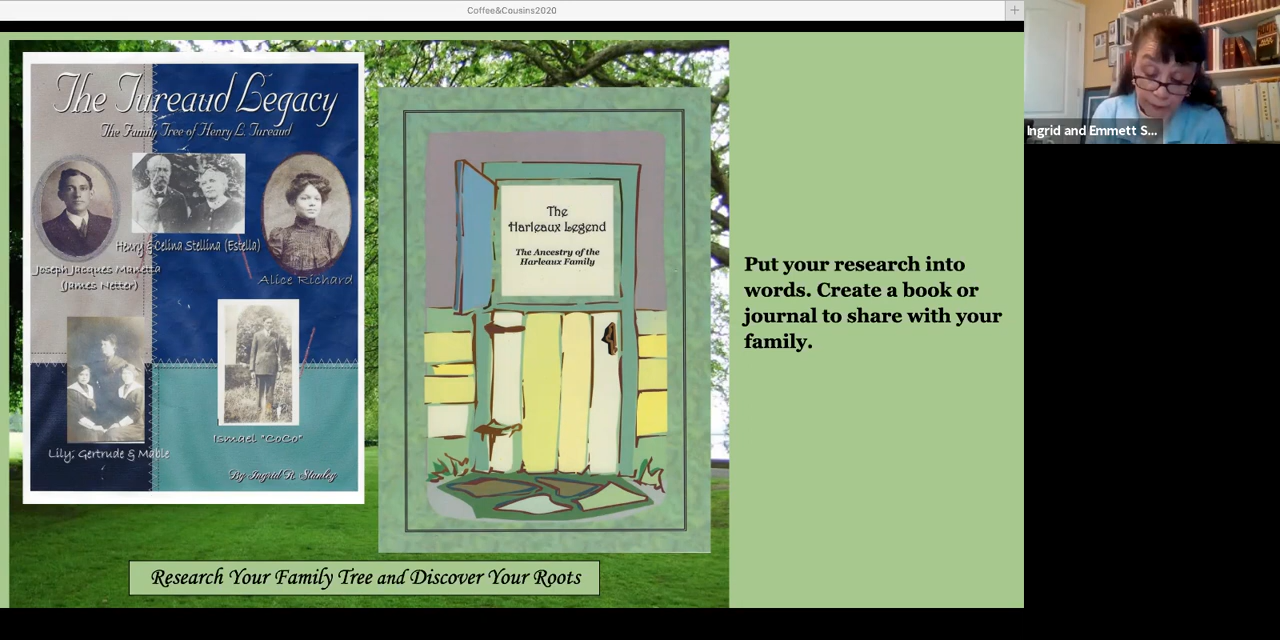 Coffee&Cousins2020
The Tureaud Legacy
The Family Tree of Henry L. Tureaud
Henry & Celina Stellina (Estella)
Joseph Jacques Manetta
(James Netter)
Alice Richard
Ismael "CoCo"
Lily, Gertrude & Mable
By Ingrid R. Stanley
The
Harleaux Legend
The Ancestry of the
Harleaux Family
Put your research into
words. Create a book or
journal to share with your
family.
Research Your Family Tree and Discover Your Roots
Ingrid and Emmett S...